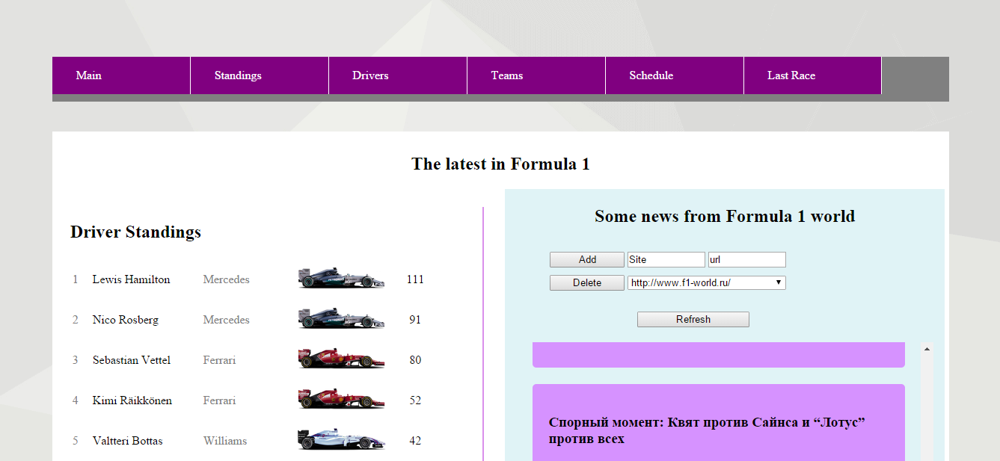 Main Standings Drivers Teams Schedule Last Race
The latest in Formula 1
Driver Standings
1 Lewis Hamilton Mercedes 111
2 Nico Rosberg Mercedes 91
3 Sebastian Vettel Ferrari 80
4 Kimi Räikkönen Ferrari 52
5 Valtteri Bottas Williams 42
Some news from Formula 1 world
Add Site url
Delete http://www.f1-world.ru/
Refresh
Спорный момент: Квят против Сайнса и “Лотус”
против всех